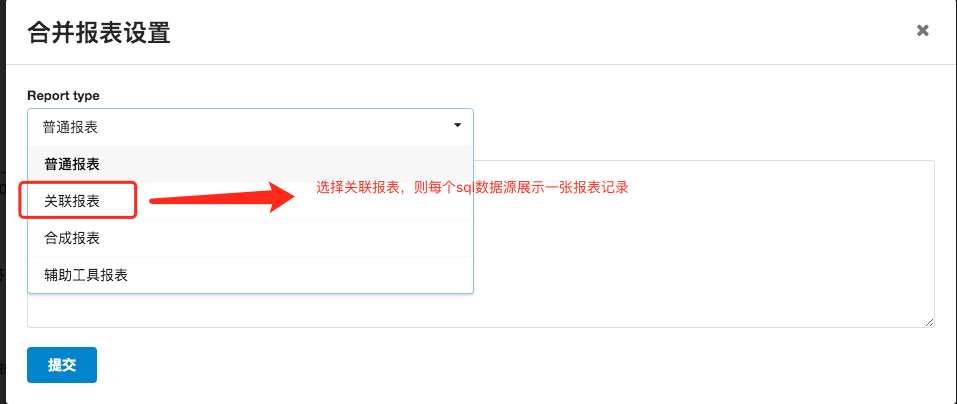 合并报表设置
Report type
普通报表
普通报表
关联报表
选择关联报表，则每个sql数据源展示一张报表记录
合成报表
辅助工具报表
提交